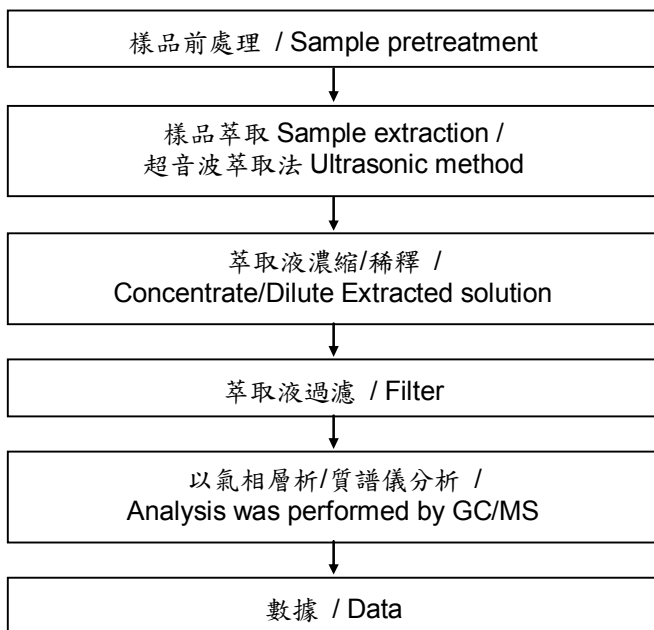 樣品前處理 / Sample pretreatment
樣品萃取 Sample extraction /
超音波萃取法 Ultrasonic method
萃取液濃縮/稀釋 /
Concentrate/Dilute Extracted solution
萃取液過濾 / Filter
以氣相層析/質譜儀分析 /
Analysis was performed by GC/MS
數據 / Data